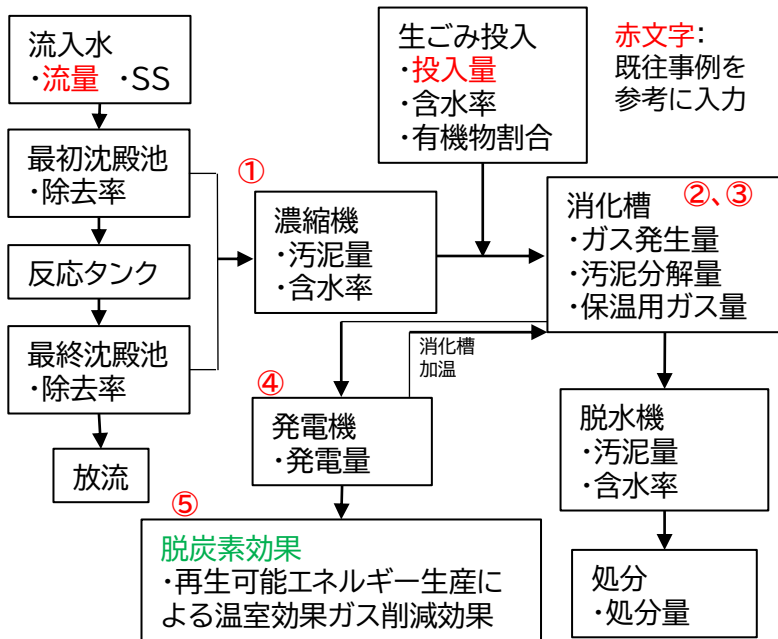 流入水
・流量 ・SS
最初沈殿池
・除去率
反応タンク
最終沈殿池
・除去率
放流
①
濃縮機
・汚泥量
・含水率
生ごみ投入
・投入量
・含水率
・有機物割合
赤文字:
既往事例を
参考に入力
②、③
消化槽
・ガス発生量
・汚泥分解量
・保温用ガス量
消化槽
加温
④
発電機
・発電量
⑤
脱炭素効果
・再生可能エネルギー生産に
よる温室効果ガス削減効果
脱水機
・汚泥量
・含水率
処分
・処分量